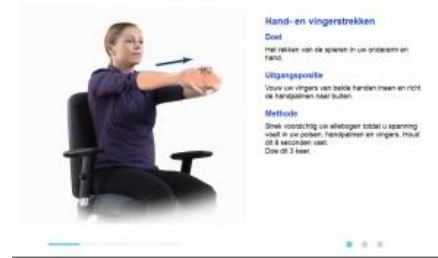 Hand- en vingerstrekken
Doel
Het rekken van de spieren in uw onderarm en
hand.
Uitgangspositie
Vouw uw vingers van beide handen ineen en richt
de handpalmen naar buiten.
Methode
Strek voorzichtig uw ellebogen totdat u spanning
voelt in uw polsen, handpalmen en vingers. Houd
dit 8 seconden vast.
Doe dit 3 keer.